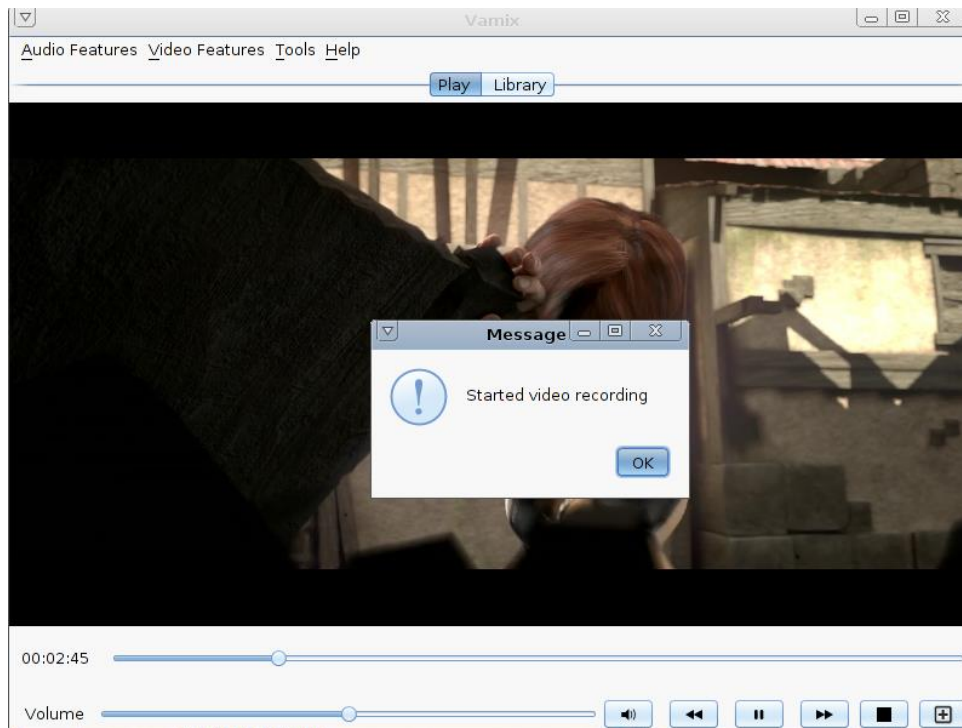 Vamix
Audio Features Video Features Tools Help
Play Library
Message
Started video recording
OK
00:02:45
Volume